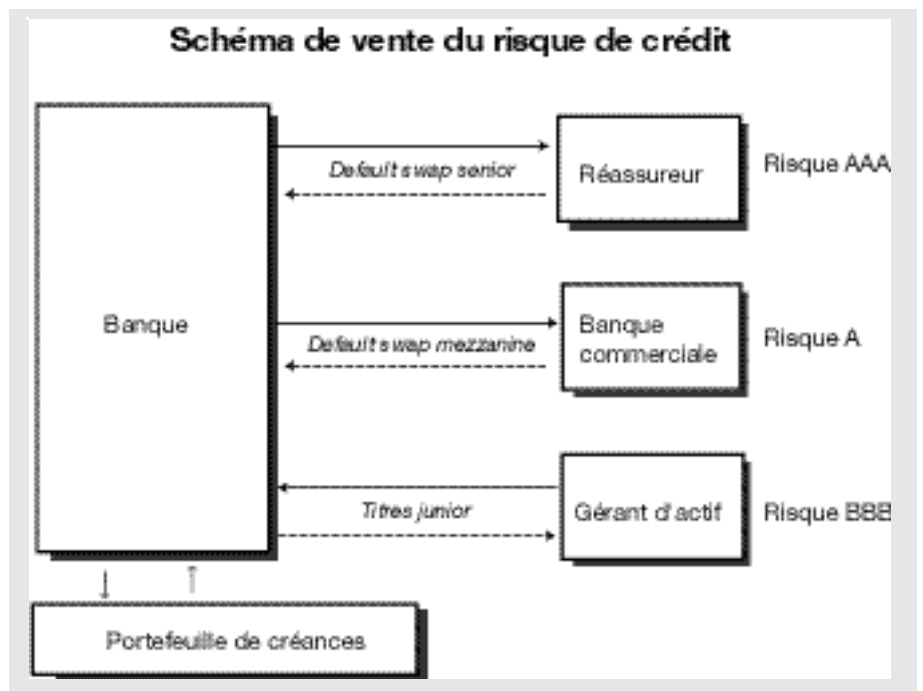 Schéma de vente du risque de crédit
Default swap senior
Réassureur
Risque AAA
Banque
Default swap mezzanine
Banque
commerciale
Risque A
Titres junior
Gérant d'actif
Risque BBB
Portefeuille de créances